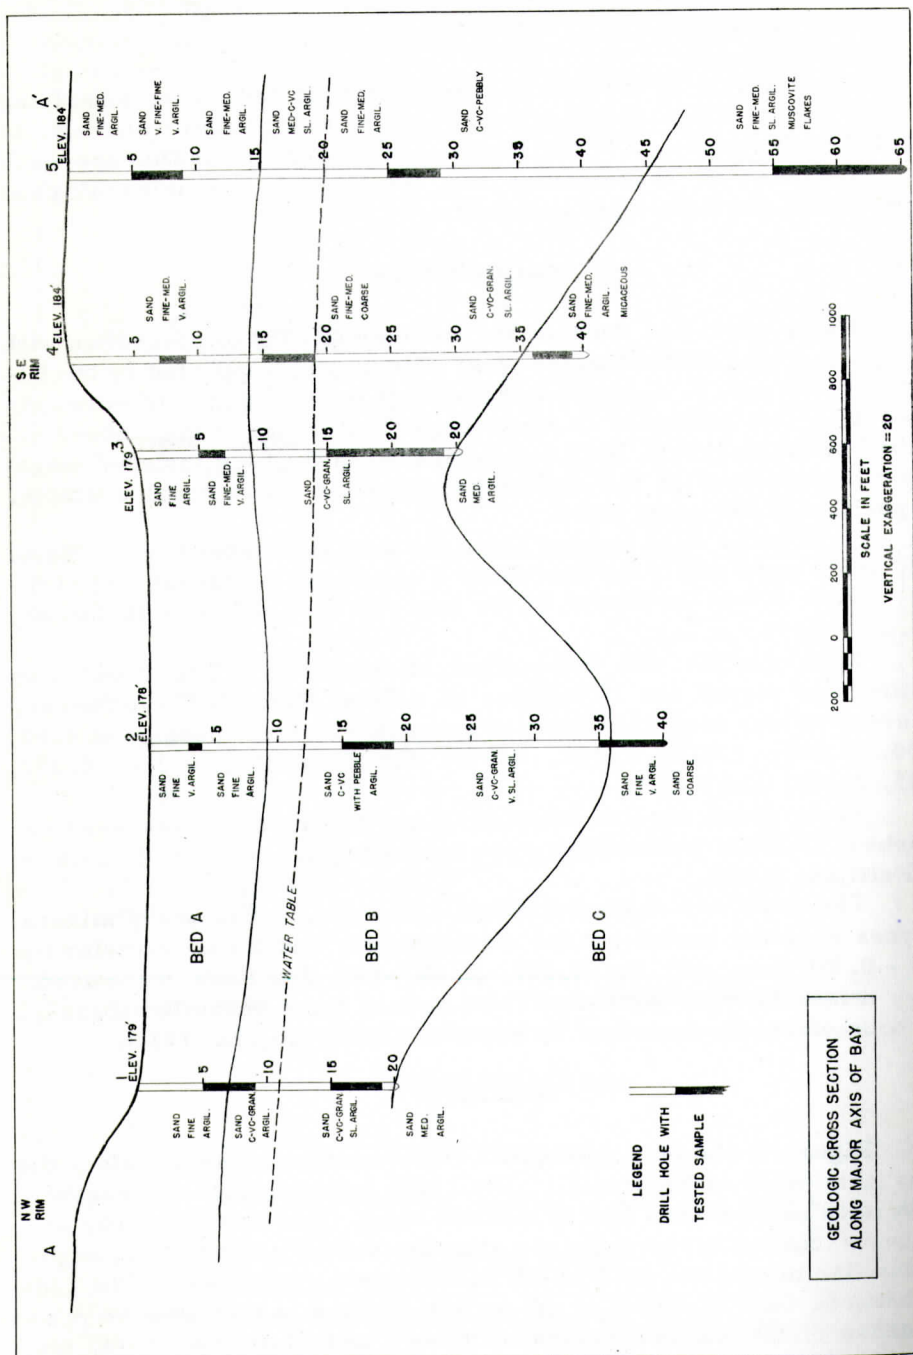 NW
RIM
A
1
ELEV. 179'
5
10
15
20
SAND
FINE
ARGIL.
SAND
C-VC-GRAN.
ARGIL.
SAND
C-VC-GRAN.
SL. ARGIL.
SAND
MED.
ARGIL.
BED A
WATER TABLE
BED B
BED C
2
ELEV. 178'
5
10
15
20
25
30
35
40
SAND
FINE
V. ARGIL.
SAND
FINE
ARGIL.
SAND
C-VC
WITH PEBBLE
ARGIL.
SAND
C-VC-GRAN.
V. SL. ARGIL.
SAND
FINE
V. ARGIL.
SAND
COARSE
3
ELEV. 179'
5
10
15
20
20
SAND
FINE
ARGIL.
SAND
FINE-MED.
V. ARGIL.
SAND
C-VC-GRAN.
SL. ARGIL.
SAND
MED.
ARGIL.
SE
RIM
4
ELEV. 184'
5
10
15
20
25
30
35
40
SAND
FINE-MED.
V. ARGIL.
SAND
FINE-MED.
COARSE
SAND
C-VC-GRAN.
SL. ARGIL.
SAND
FINE-MED.
ARGIL.
MICACEOUS
5
ELEV. 184'
A'
5
10
15
20
25
30
35
40
45
50
55
60
65
SAND
FINE-MED.
ARGIL.
SAND
V. FINE-FINE
V. ARGIL.
SAND
FINE-MED.
ARGIL.
SAND
MED-C-VC
SL. ARGIL.
SAND
FINE-MED.
ARGIL.
SAND
C-VC-PEBBLY
SAND
FINE-MED.
SL. ARGIL.
MUSCOVITE
FLAKES
LEGEND
DRILL HOLE WITH
TESTED SAMPLE
200 0 200 400 600 800 1000
SCALE IN FEET
VERTICAL EXAGGERATION = 20
GEOLOGIC CROSS SECTION
ALONG MAJOR AXIS OF BAY